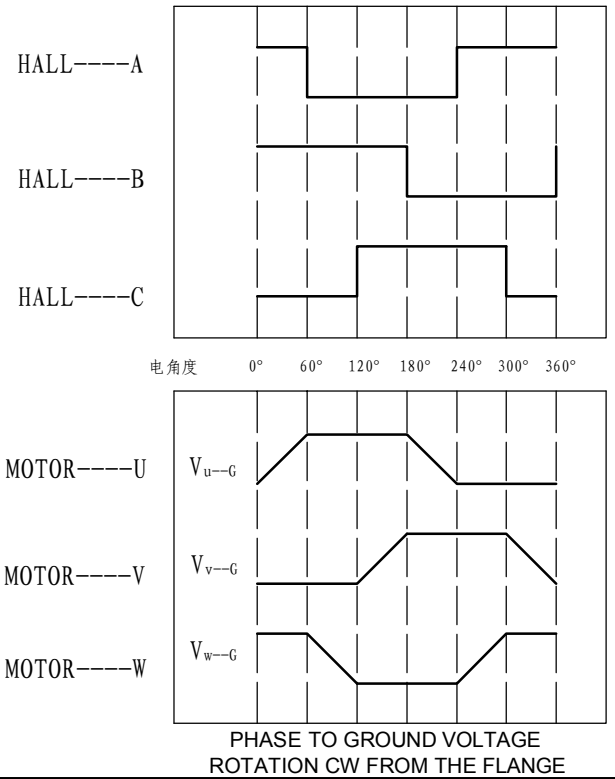 HALL----A
HALL----B
HALL----C
电角度 0° 60° 120° 180° 240° 300° 360°
MOTOR----U Vu--G
MOTOR----V Vv--G
MOTOR----W Vw--G
PHASE TO GROUND VOLTAGE
ROTATION CW FROM THE FLANGE